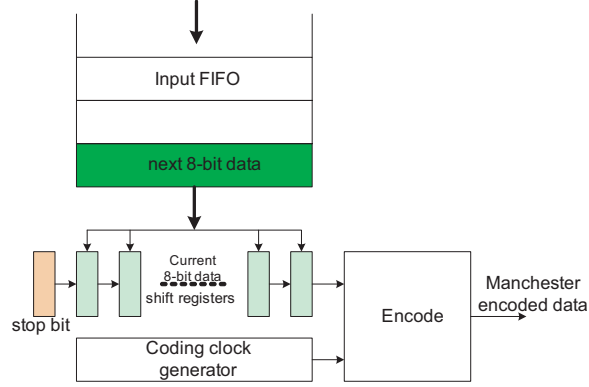 Input FIFO
next 8-bit data
Current
8-bit data
shift registers
stop bit
Encode
Manchester
encoded data
Coding clock
generator